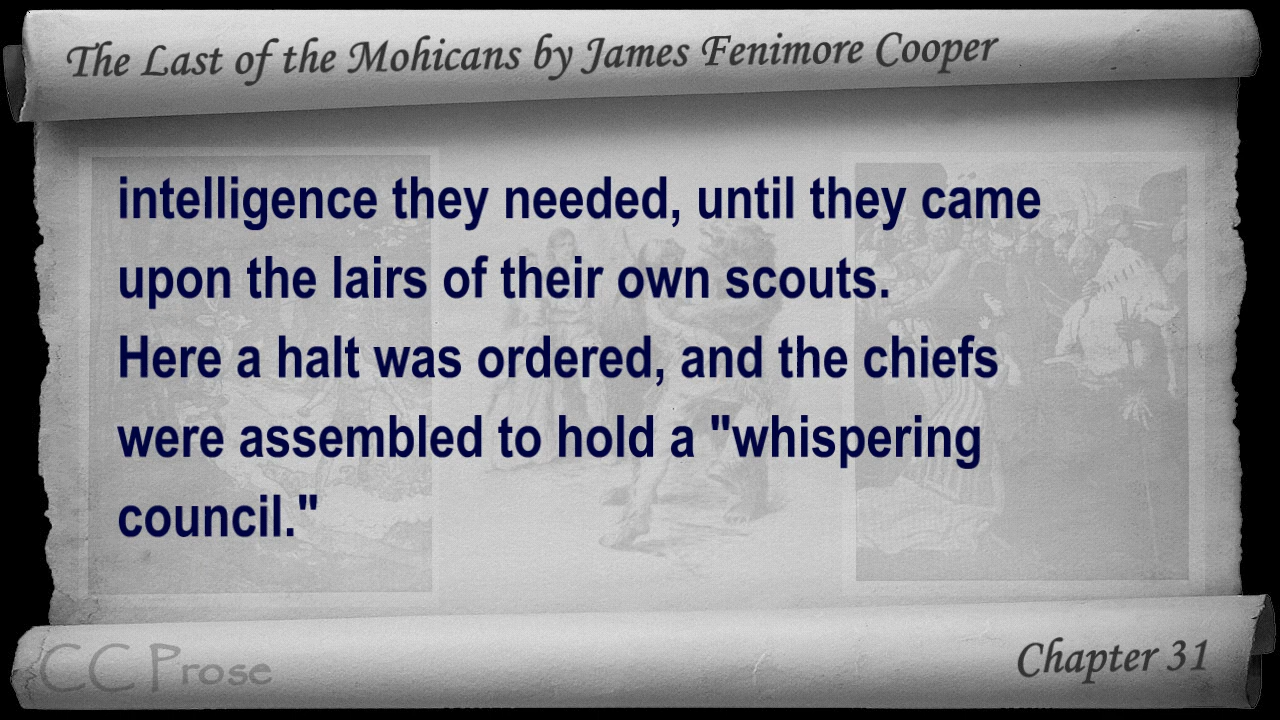 The Last of the Mohicans by James Fenimore Cooper
intelligence they needed, until they came
upon the lairs of their own scouts.
Here a halt was ordered, and the chiefs
were assembled to hold a "whispering
council."
CC Prose
Chapter 31